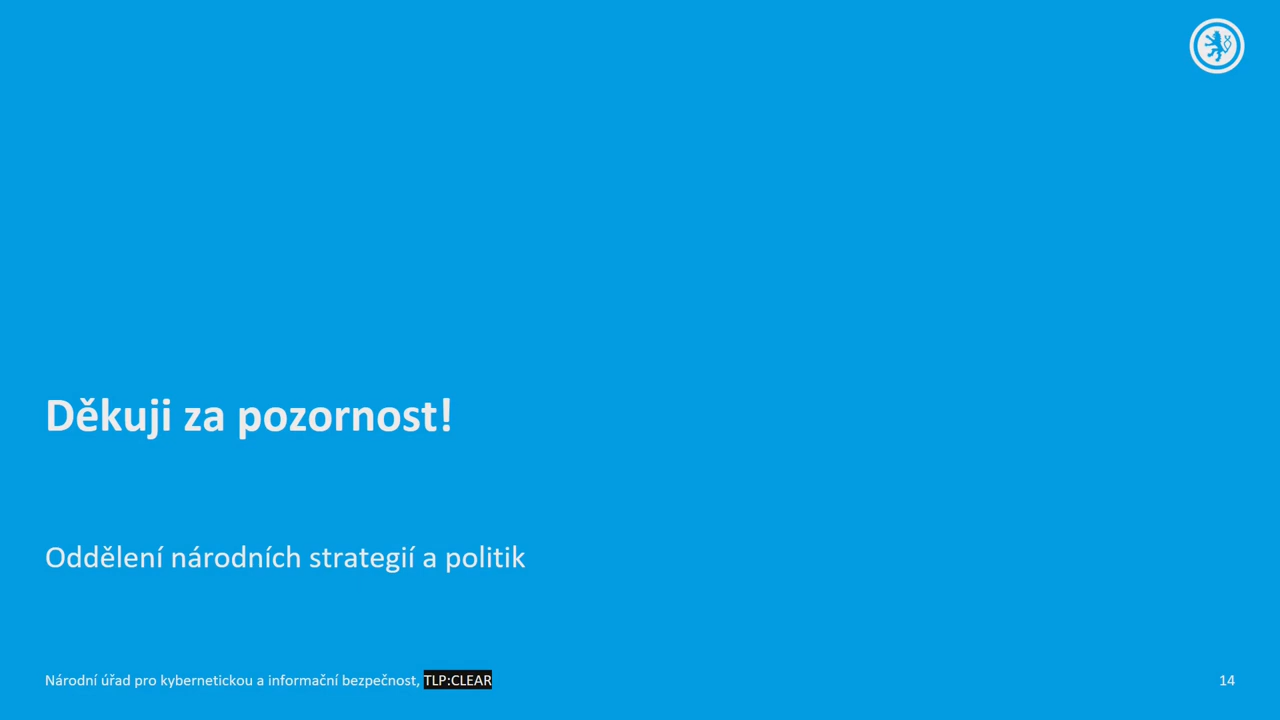 Děkuji za pozornost!
Oddělení národních strategií a politik
Národní úřad pro kybernetickou a informační bezpečnost, TLP:CLEAR
14